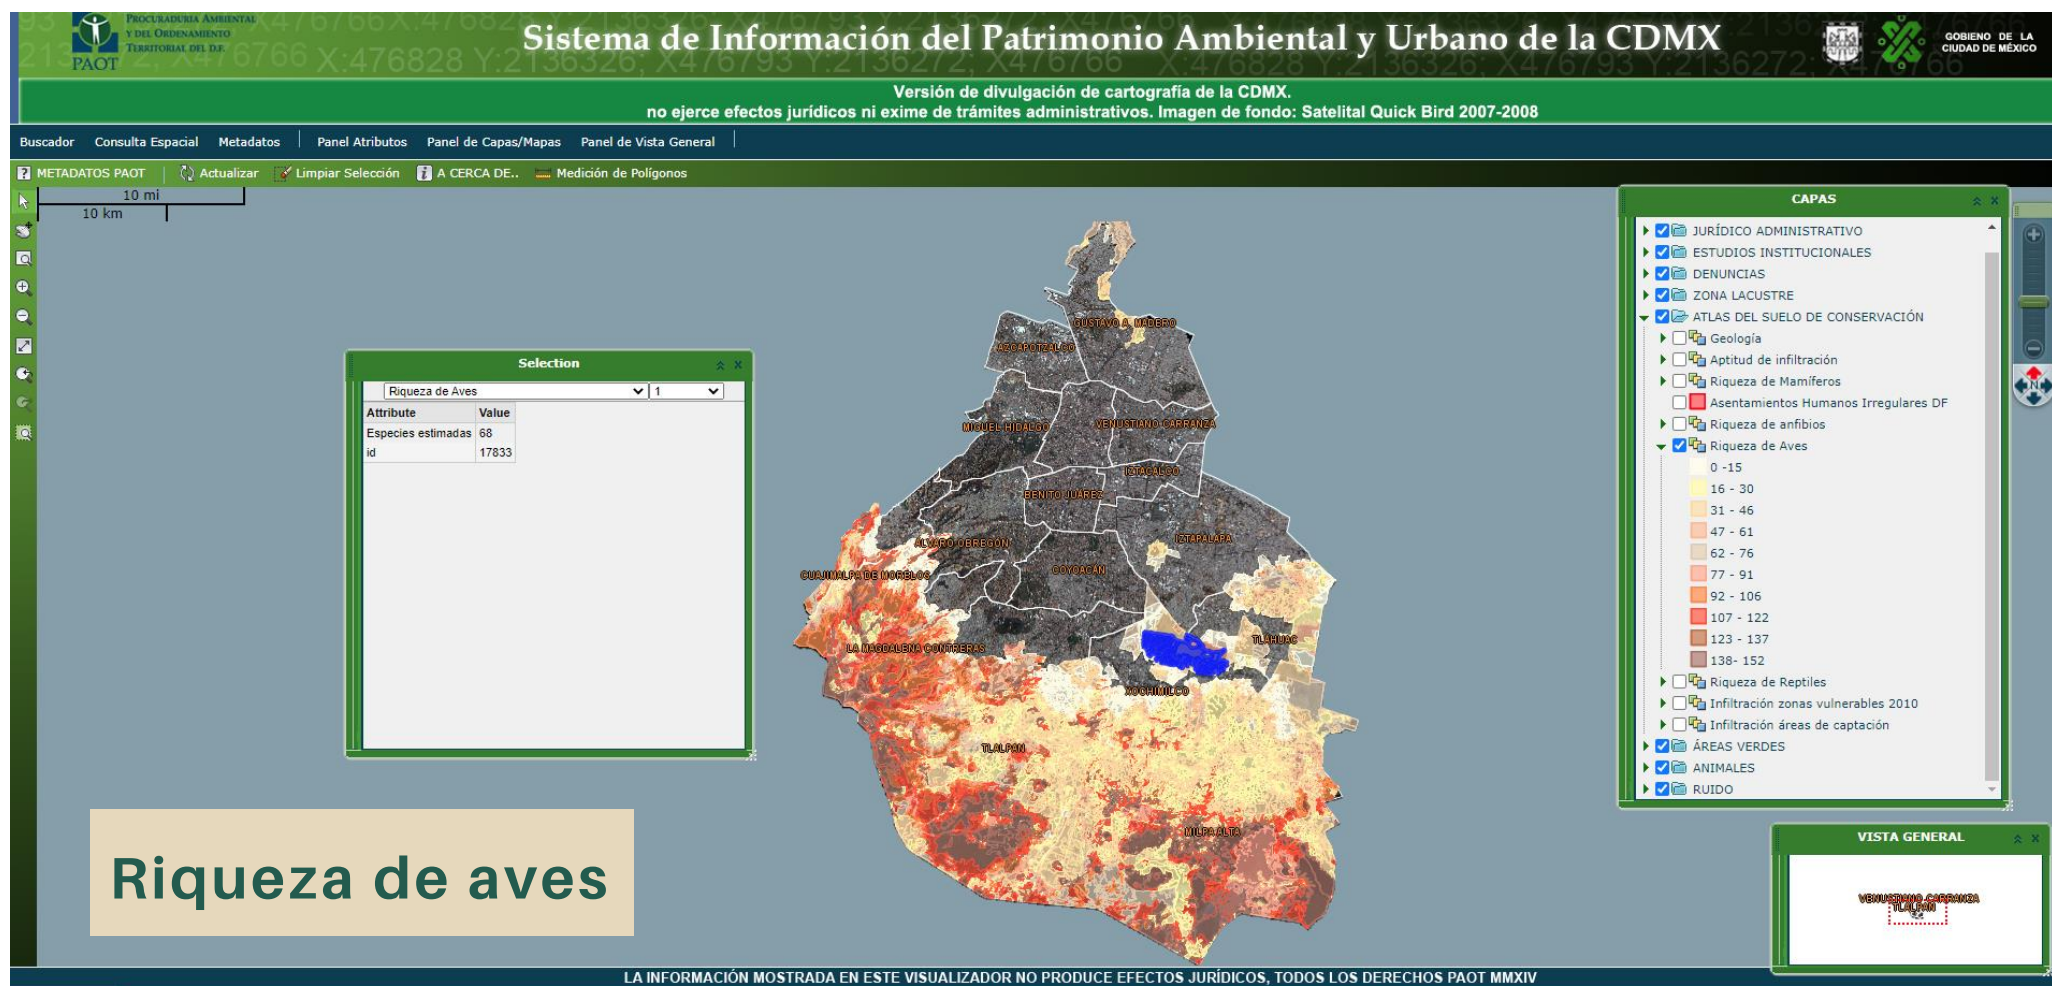 PROCURADURIA AMBIENTAL
Y DEL ORDENAMIENTO
TERRITORIAL DEL D.F.
PAOT
Sistema de Información del Patrimonio Ambiental y Urbano de la CDMX
GOBIENO DE LA
CIUDAD DE MÉXICO
Versión de divulgación de cartografía de la CDMX.
no ejerce efectos jurídicos ni exime de trámites administrativos. Imagen de fondo: Satelital Quick Bird 2007-2008
Buscador Consulta Espacial Metadatos Panel Atributos Panel de Capas/Mapas Panel de Vista General
METADATOS PAOT Actualizar Limpiar Selección A CERCA DE.. Medición de Polígonos
10 mi
10 km
Selection
Riqueza de Aves 1
Attribute Value
Especies estimadas 68
id 17833
GUSTAVO A. MADERO
AZCAPOTZALCO
MIGUEL HIDALGO
VENUSTIANO CARRANZA
IZTACALCO
BENITO JUÁREZ
IZTAPALAPA
ÁLVARO OBREGÓN
COYOACÁN
CUAJIMALPA DE MORELOS
TLÁHUAC
LA MAGDALENA CONTRERAS
XOCHIMILCO
TLALPAN
MILPA ALTA
CAPAS
JURÍDICO ADMINISTRATIVO
ESTUDIOS INSTITUCIONALES
DENUNCIAS
ZONA LACUSTRE
ATLAS DEL SUELO DE CONSERVACIÓN
Geología
Aptitud de infiltración
Riqueza de Mamíferos
Asentamientos Humanos Irregulares DF
Riqueza de anfibios
Riqueza de Aves
0 -15
16 - 30
31 - 46
47 - 61
62 - 76
77 - 91
92 - 106
107 - 122
123 - 137
138- 152
Riqueza de Reptiles
Infiltración zonas vulnerables 2010
Infiltración áreas de captación
ÁREAS VERDES
ANIMALES
RUIDO
N
VISTA GENERAL
VENUSTIANO CARRANZA
TLALPAN
Riqueza de aves
LA INFORMACIÓN MOSTRADA EN ESTE VISUALIZADOR NO PRODUCE EFECTOS JURÍDICOS, TODOS LOS DERECHOS PAOT MMXIV